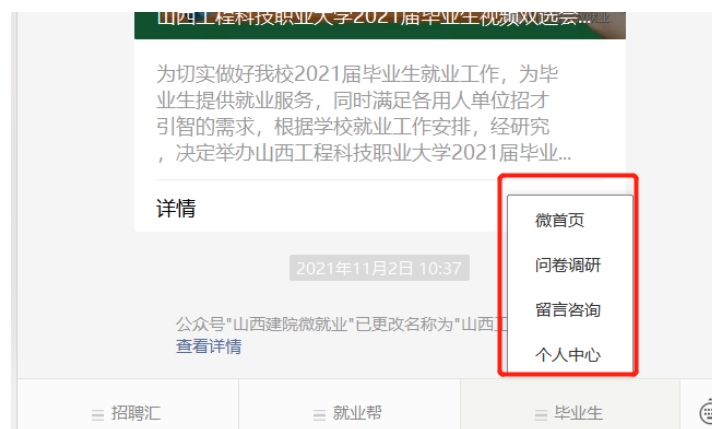 山西工程科技职业大学2021届毕业生视频双选会...
为切实做好我校2021届毕业生就业工作，为毕
业生提供就业服务，同时满足各用人单位招才
引智的需求，根据学校就业工作安排，经研究
，决定举办山西工程科技职业大学2021届毕业...
详情
微首页
问卷调研
留言咨询
个人中心
2021年11月2日 10:37
公众号"山西建院微就业"已更改名称为"山西工
查看详情
招聘汇
就业帮
毕业生